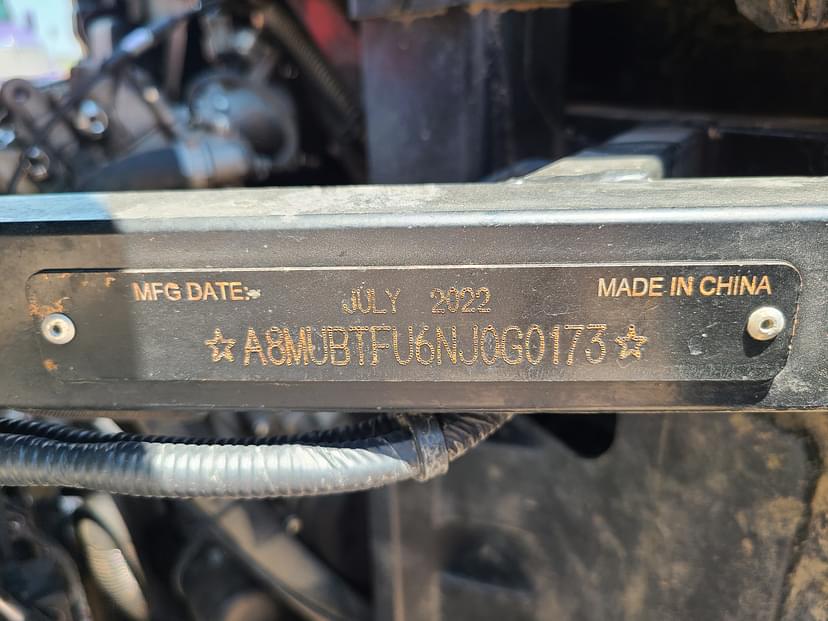 MFG DATE: JULY 2022 MADE IN CHINA
☆A8MUBTFU6NJ0G0173☆